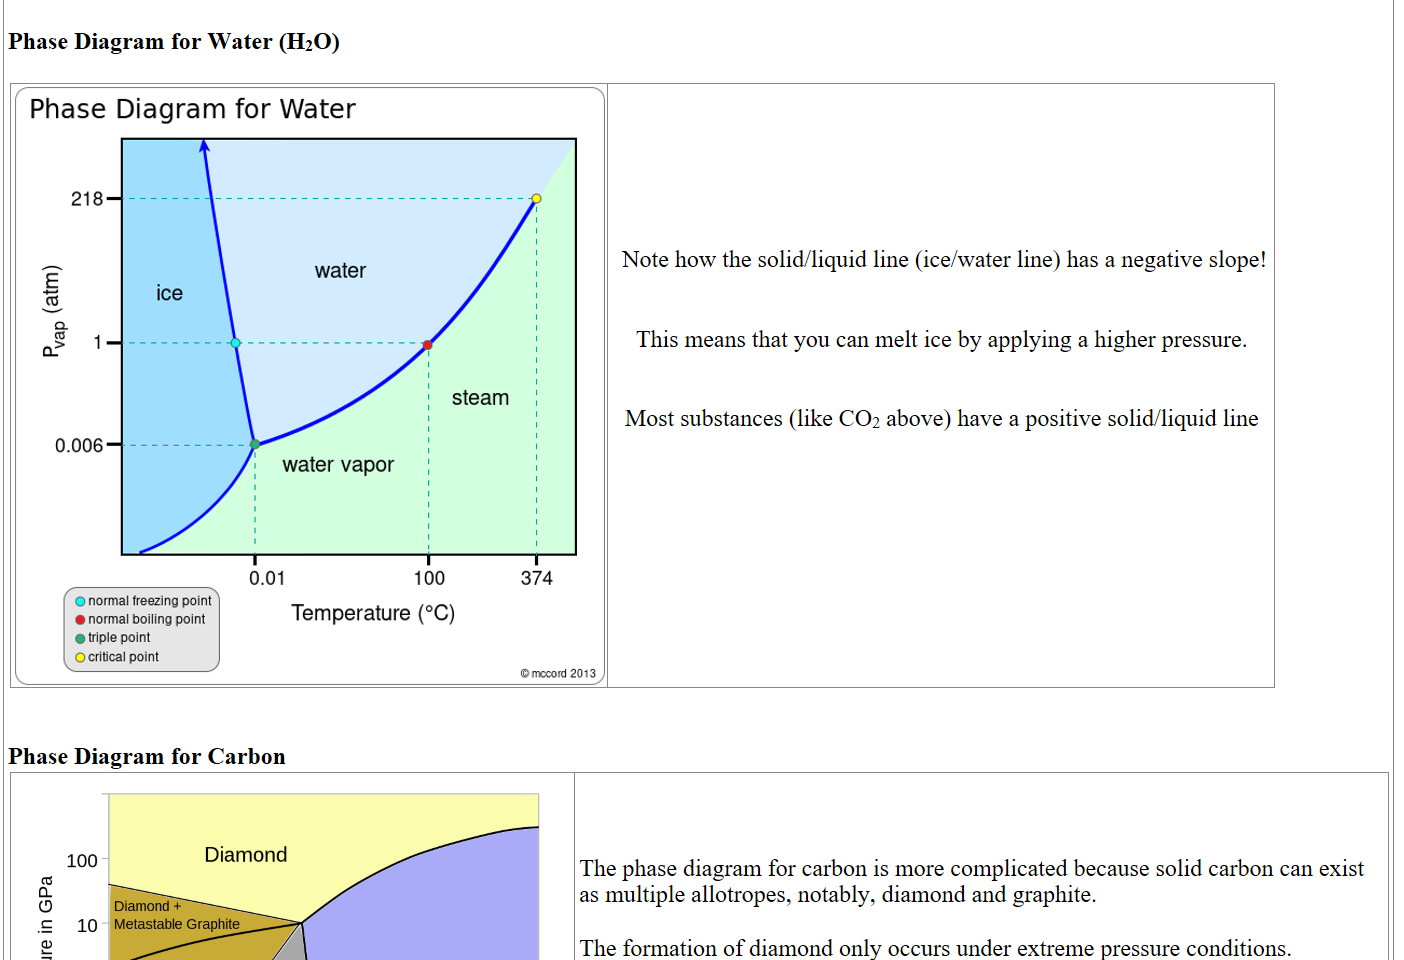 Phase Diagram for Water (H₂O)
Phase Diagram for Water
218
water
ice
Pvap (atm)
1
steam
0.006
water vapor
0.01 100 374
Temperature (°C)
normal freezing point
normal boiling point
triple point
critical point
© mccord 2013
Note how the solid/liquid line (ice/water line) has a negative slope!
This means that you can melt ice by applying a higher pressure.
Most substances (like CO₂ above) have a positive solid/liquid line
Phase Diagram for Carbon
Diamond
100
Diamond +
Metastable Graphite
10
ure in GPa
The phase diagram for carbon is more complicated because solid carbon can exist
as multiple allotropes, notably, diamond and graphite.
The formation of diamond only occurs under extreme pressure conditions.